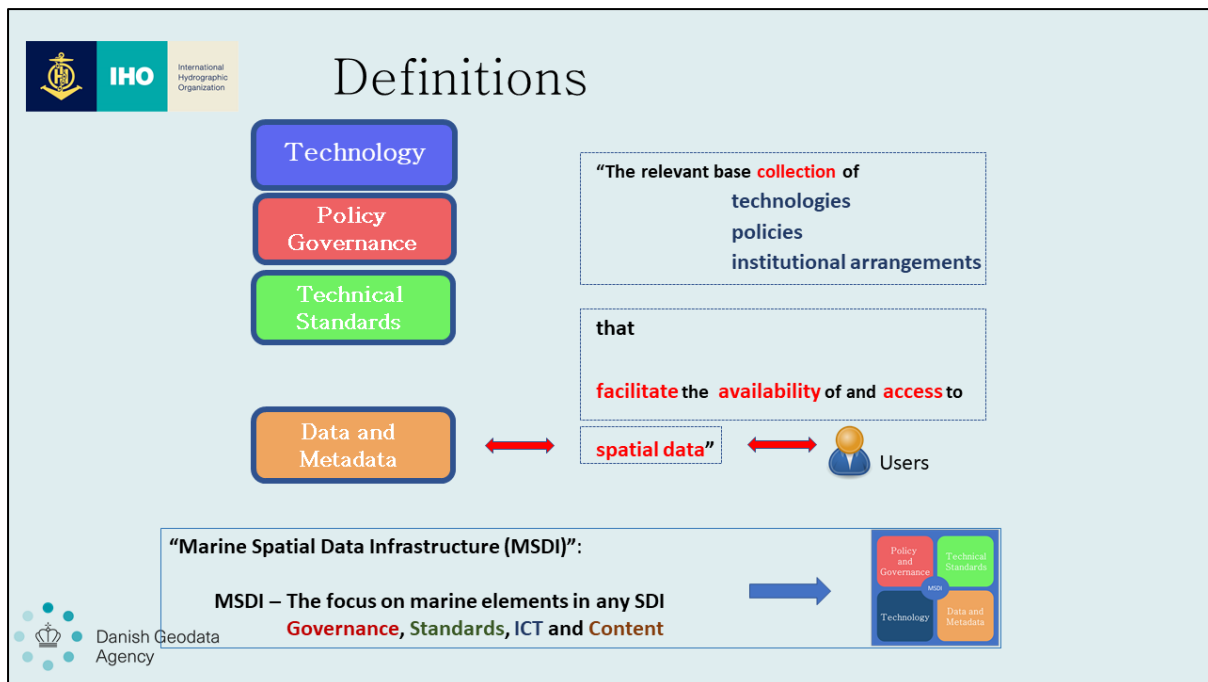 IHO
International
Hydrographic
Organization
Definitions
Technology
Policy
Governance
Technical
Standards
Data and
Metadata
“The relevant base collection of
technologies
policies
institutional arrangements
that
facilitate the availability of and access to
spatial data”
Users
“Marine Spatial Data Infrastructure (MSDI)”:
MSDI – The focus on marine elements in any SDI
Governance, Standards, ICT and Content
Policy
and
Governance
Technical
Standards
MSDI
Technology
Data and
Metadata
Danish Geodata
Agency